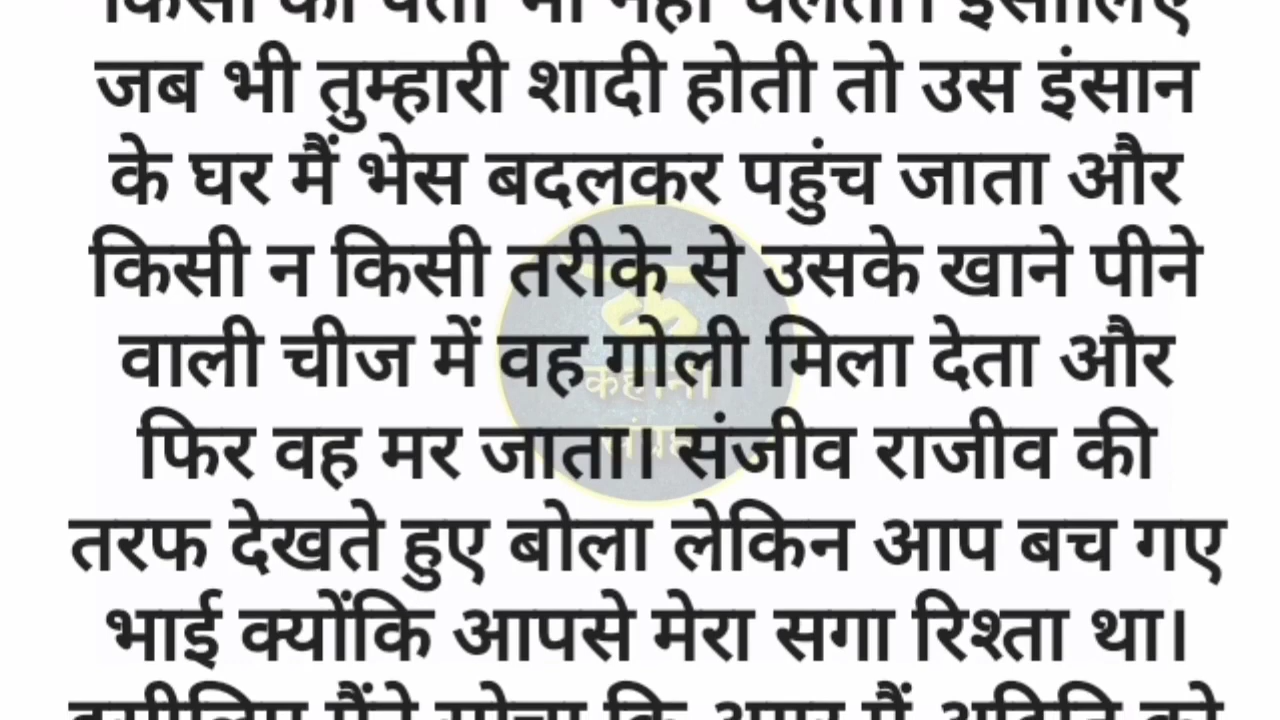 जब भी तुम्हारी शादी होती तो उस इंसान
के घर मैं भेस बदलकर पहुंच जाता और
किसी न किसी तरीके से उसके खाने पीने
वाली चीज में वह गोली मिला देता और
फिर वह मर जाता। संजीव राजीव की
तरफ देखते हुए बोला लेकिन आप बच गए
भाई क्योंकि आपसे मेरा सगा रिश्ता था।